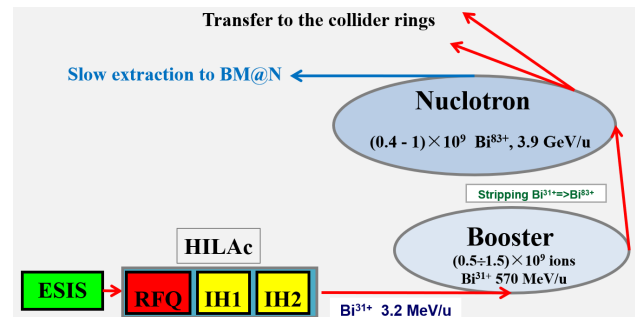 Transfer to the collider rings
Slow extraction to BM@N
Nuclotron
(0.4 - 1)×10⁹ Bi⁸³⁺, 3.9 GeV/u
Stripping Bi³¹⁺=>Bi⁸³⁺
HILAc
Booster
(0.5÷1.5)×10⁹ ions
Bi³¹⁺ 570 MeV/u
ESIS
RFQ IH1 IH2
Bi³¹⁺ 3.2 MeV/u